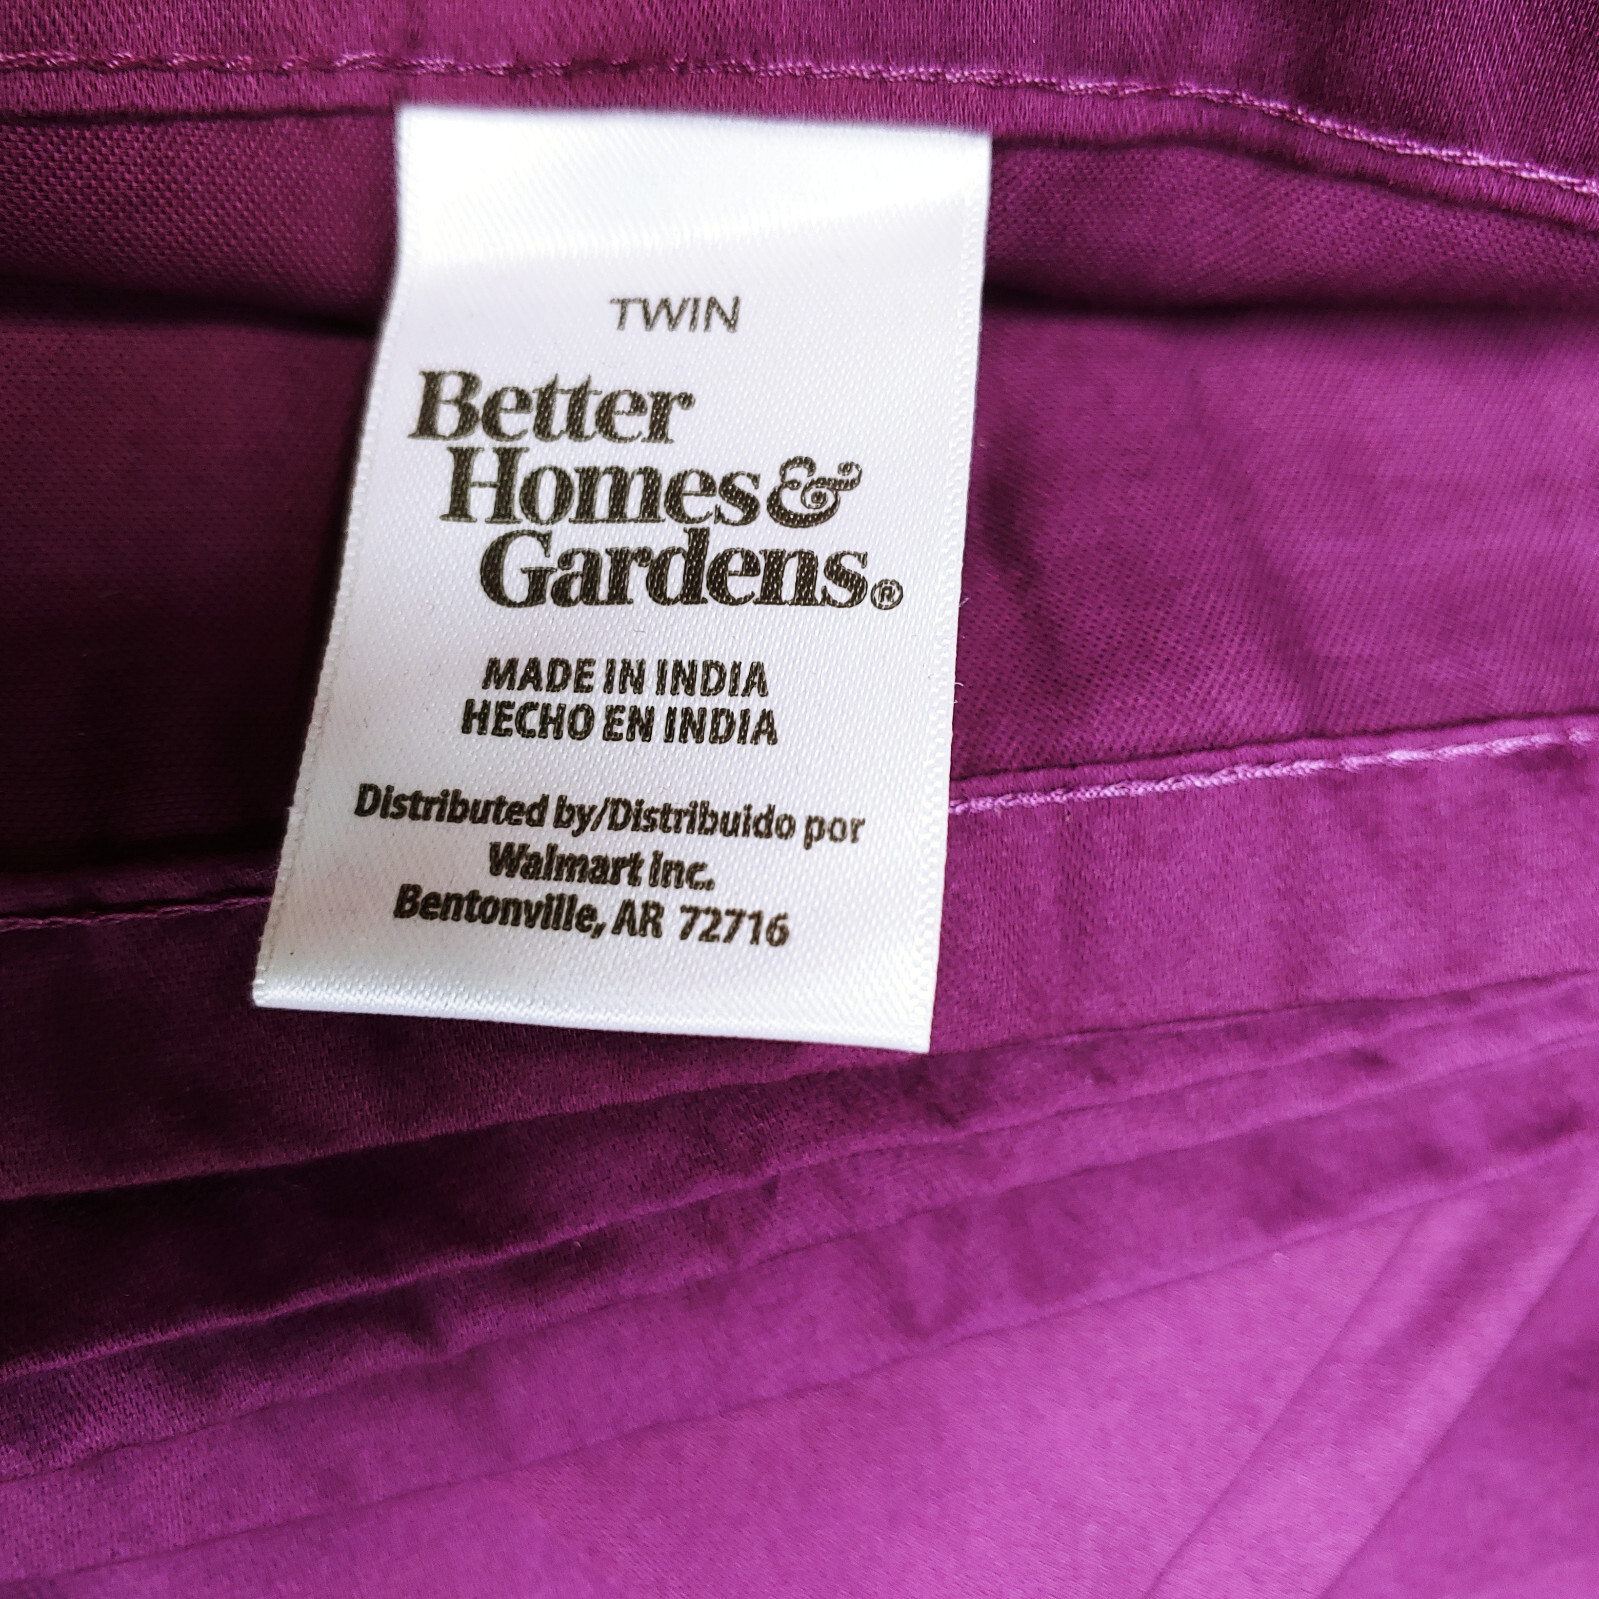 TWIN
Better
Homes&
Gardens®
MADE IN INDIA
HECHO EN INDIA
Distributed by/Distribuido por
Walmart Inc.
Bentonville, AR 72716